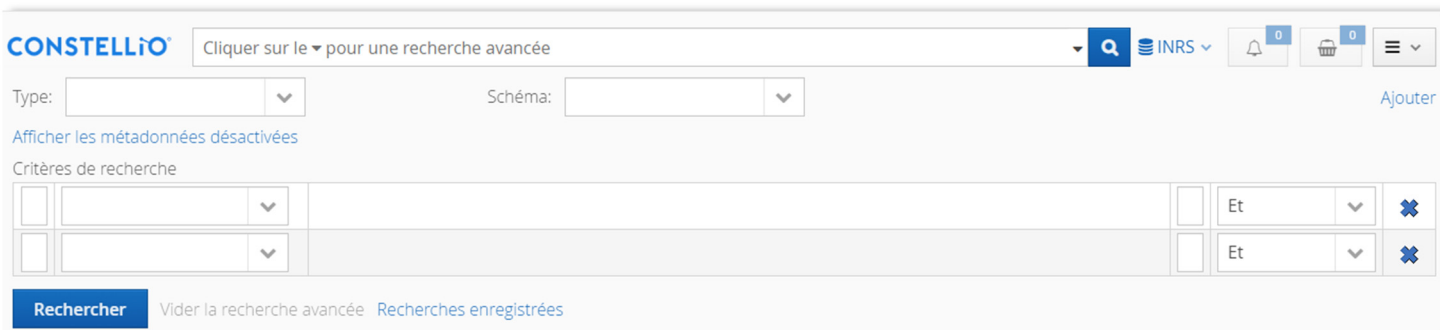 CONSTELLiO Cliquer sur le ▾ pour une recherche avancée INRS 0 0
Type: Schéma: Ajouter
Afficher les métadonnées désactivées
Critères de recherche
Et
Et
Rechercher Vider la recherche avancée Recherches enregistrées